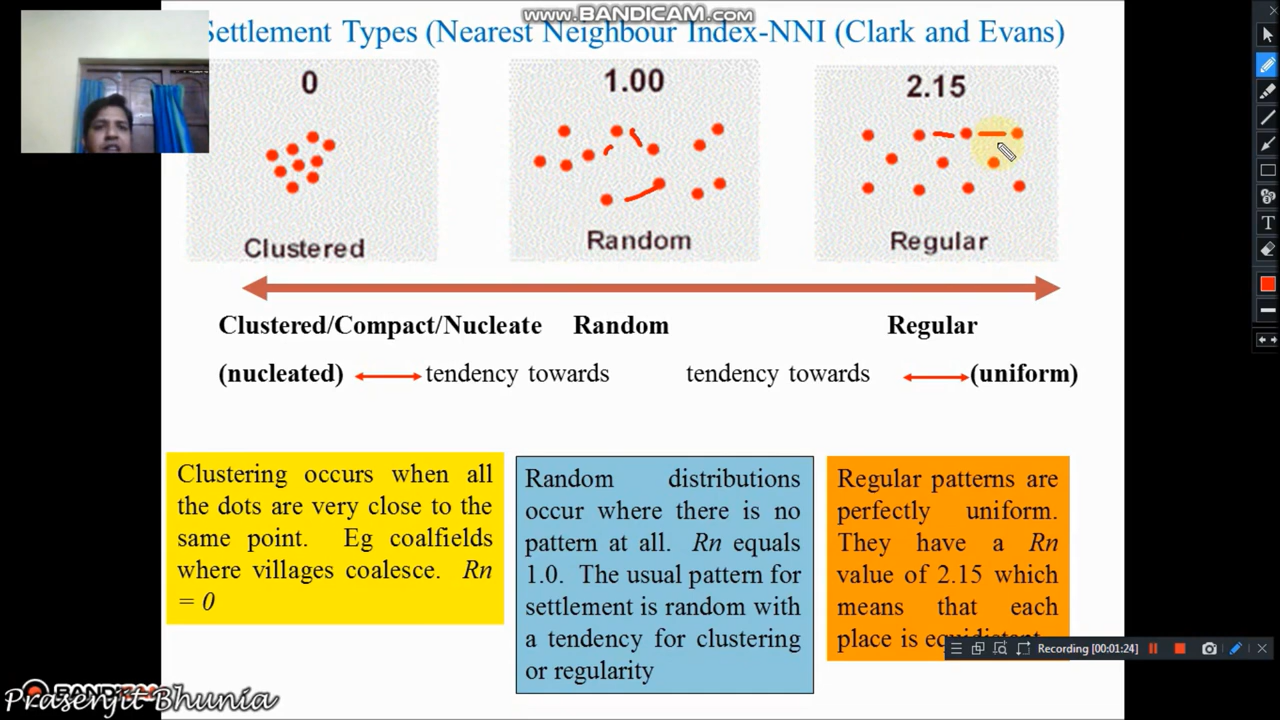 www.BANDICAM.com
Settlement Types (Nearest Neighbour Index-NNI (Clark and Evans)
0
1.00
2.15
Clustered
Random
Regular
Clustered/Compact/Nucleate Random Regular
(nucleated) tendency towards tendency towards (uniform)
Clustering occurs when all
the dots are very close to the
same point. Eg coalfields
where villages coalesce. Rn
= 0
Random distributions
occur where there is no
pattern at all. Rn equals
1.0. The usual pattern for
settlement is random with
a tendency for clustering
or regularity
Regular patterns are
perfectly uniform.
They have a Rn
value of 2.15 which
means that each
place is equidistant
Recording [00:01:24]
BANDICAM
Prasenjit Bhunia
T